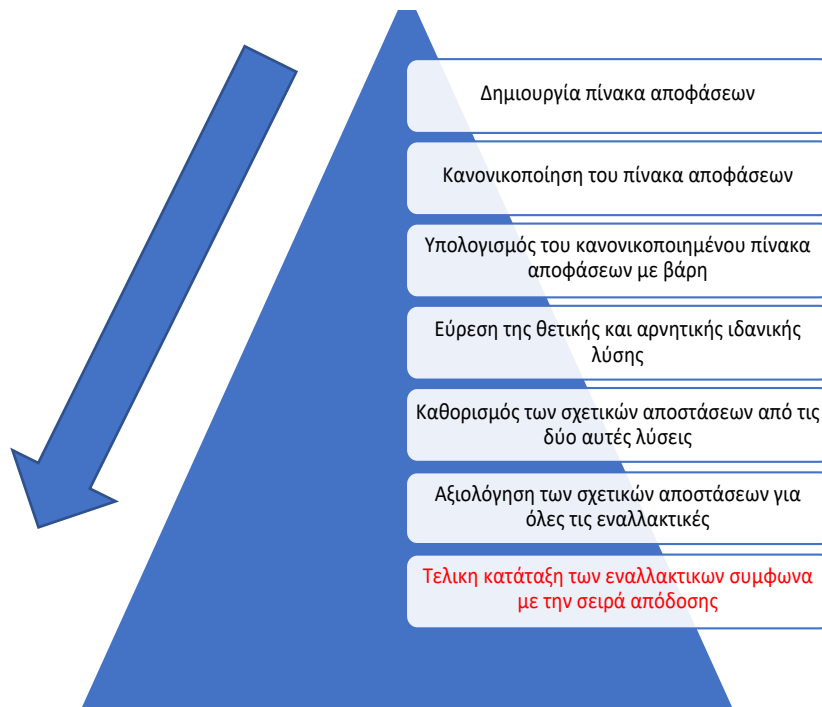 Δημιουργία πίνακα αποφάσεων
Κανονικοποίηση του πίνακα αποφάσεων
Υπολογισμός του κανονικοποιημένου πίνακα
αποφάσεων με βάρη
Εύρεση της θετικής και αρνητικής ιδανικής
λύσης
Καθορισμός των σχετικών αποστάσεων από τις
δύο αυτές λύσεις
Αξιολόγηση των σχετικών αποστάσεων για
όλες τις εναλλακτικές
Τελικη κατάταξη των εναλλακτικων συμφωνα
με την σειρά απόδοσης